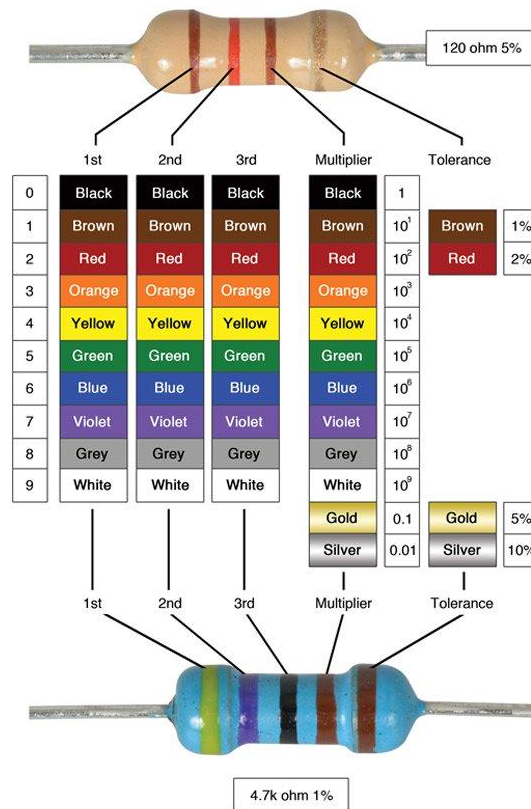 120 ohm 5%
1st 2nd 3rd Multiplier Tolerance
0 Black Black Black Black 1
1 Brown Brown Brown Brown 10¹ Brown 1%
2 Red Red Red Red 10² Red 2%
3 Orange Orange Orange Orange 10³
4 Yellow Yellow Yellow Yellow 10⁴
5 Green Green Green Green 10⁵
6 Blue Blue Blue Blue 10⁶
7 Violet Violet Violet Violet 10⁷
8 Grey Grey Grey Grey 10⁸
9 White White White White 10⁹
Gold 0.1 Gold 5%
Silver 0.01 Silver 10%
1st 2nd 3rd Multiplier Tolerance
4.7k ohm 1%